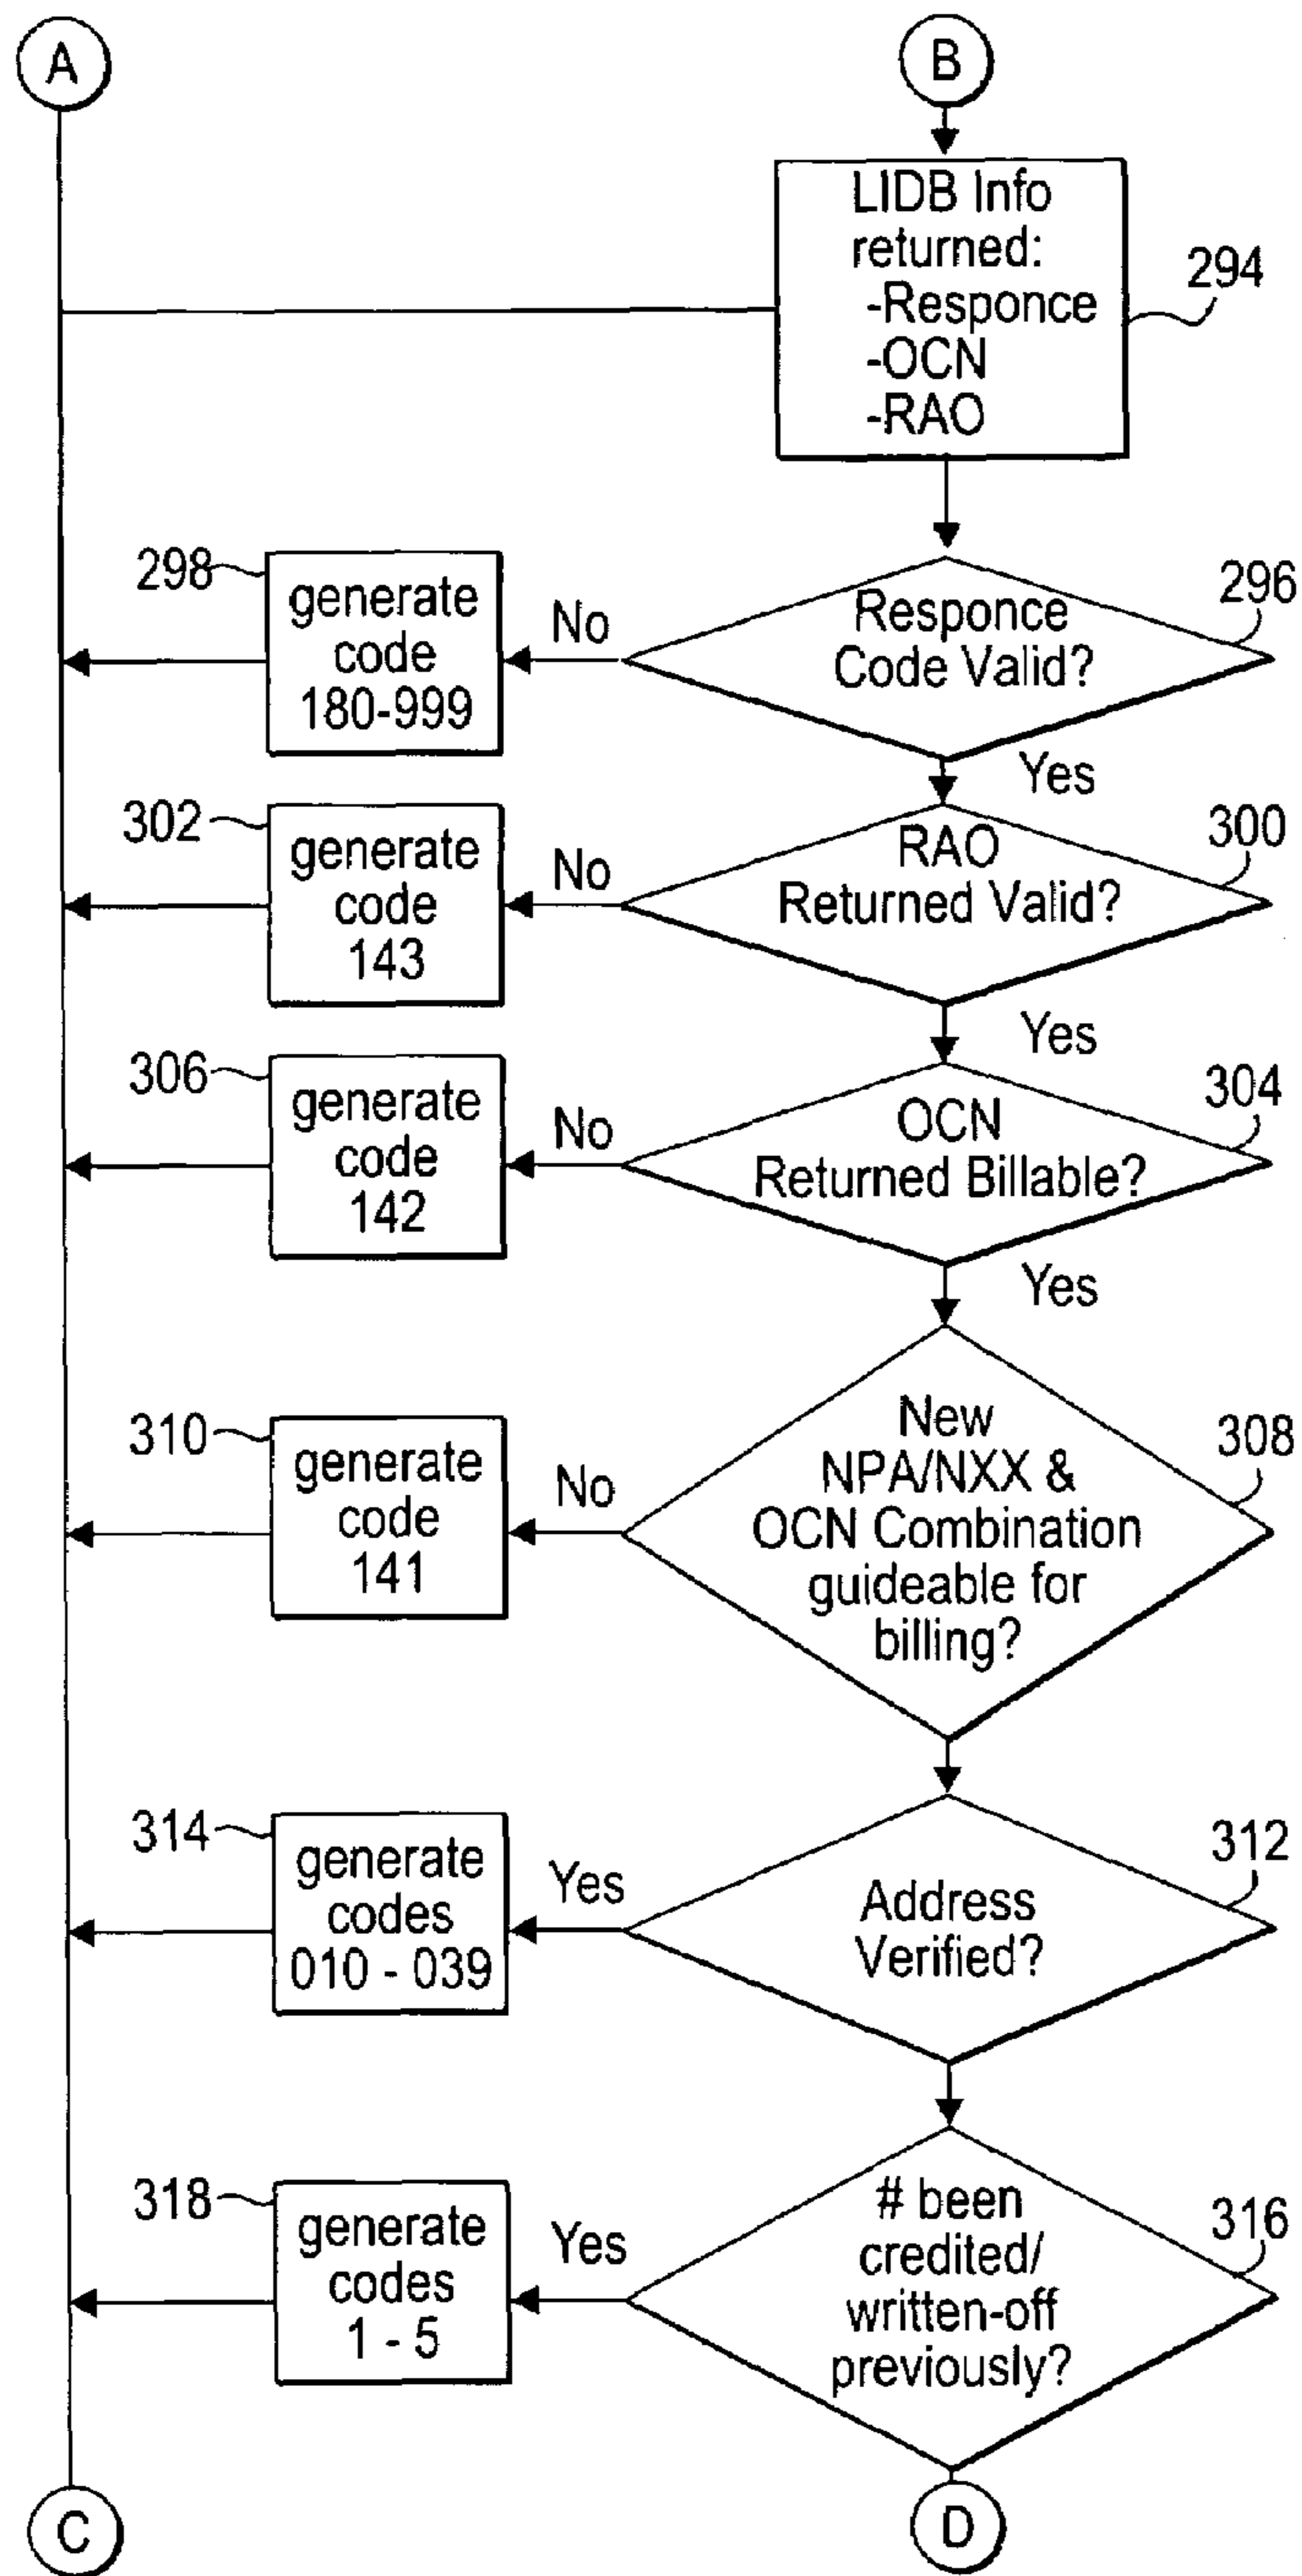 A
B
LIDB Info
returned:
-Responce
-OCN
-RAO
294
298
generate
code
180-999
No
Responce
Code Valid?
296
Yes
302
generate
code
143
No
RAO
Returned Valid?
300
Yes
306
generate
code
142
No
OCN
Returned Billable?
304
Yes
310
generate
code
141
No
New
NPA/NXX &
OCN Combination
guideable for
billing?
308
314
generate
codes
010 - 039
Yes
Address
Verified?
312
318
generate
codes
1 - 5
Yes
# been
credited/
written-off
previously?
316
C
D